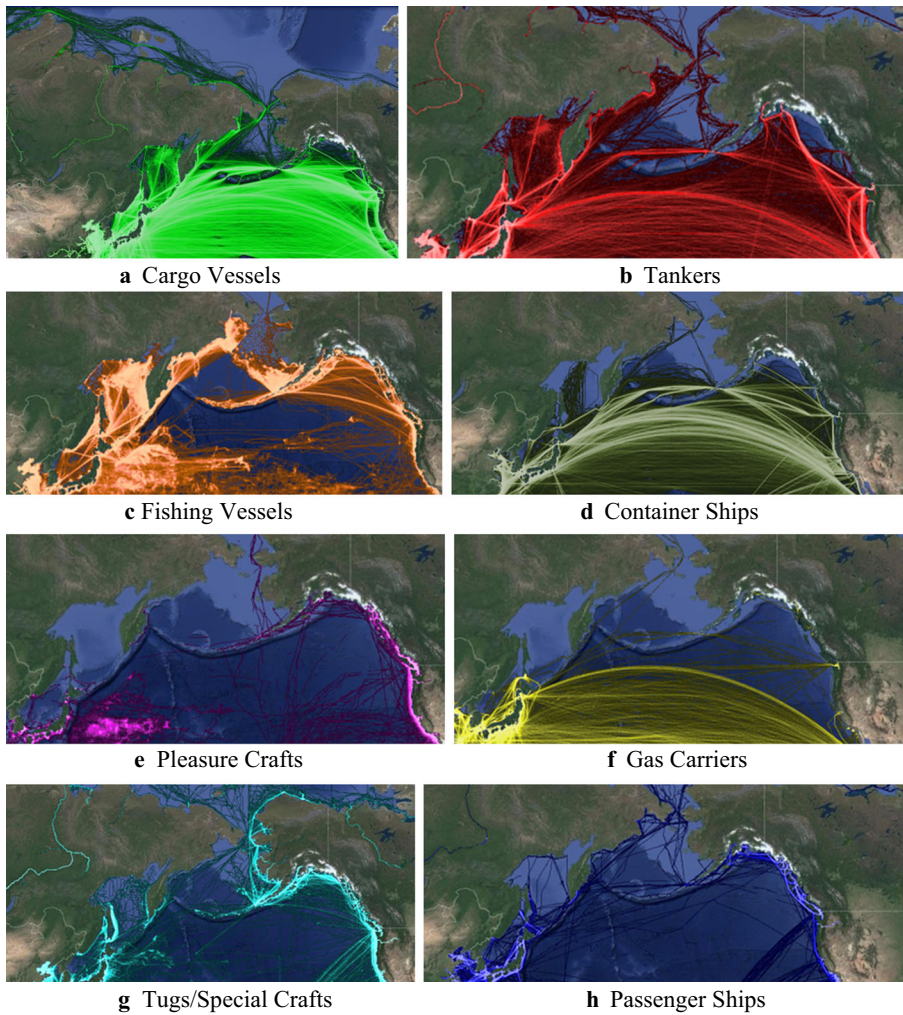 a Cargo Vessels
b Tankers
c Fishing Vessels
d Container Ships
e Pleasure Crafts
f Gas Carriers
g Tugs/Special Crafts
h Passenger Ships